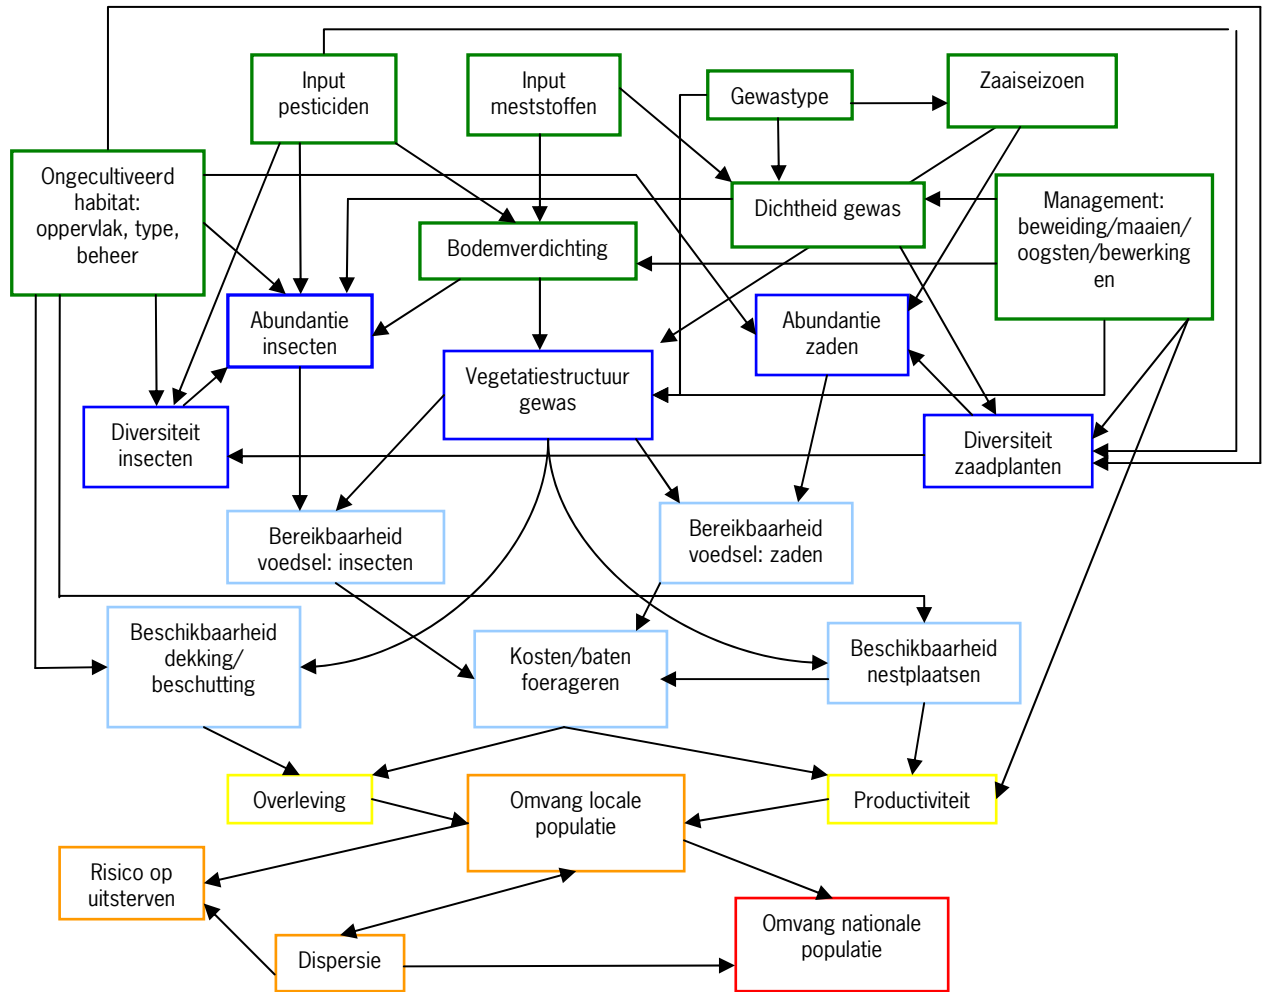 Input
pesticiden
Input
meststoffen
Gewastype
Zaaiseizoen
Ongecultiveerd
habitat:
oppervlak, type,
beheer
Dichtheid gewas
Management:
beweiding/maaien/
oogsten/bewerking
en
Bodemverdichting
Abundantie
insecten
Abundantie
zaden
Vegetatiestructuur
gewas
Diversiteit
insecten
Diversiteit
zaadplanten
Bereikbaarheid
voedsel: insecten
Bereikbaarheid
voedsel: zaden
Beschikbaarheid
dekking/
beschutting
Kosten/baten
foerageren
Beschikbaarheid
nestplaatsen
Overleving
Omvang locale
populatie
Productiviteit
Risico op
uitsterven
Omvang nationale
populatie
Dispersie